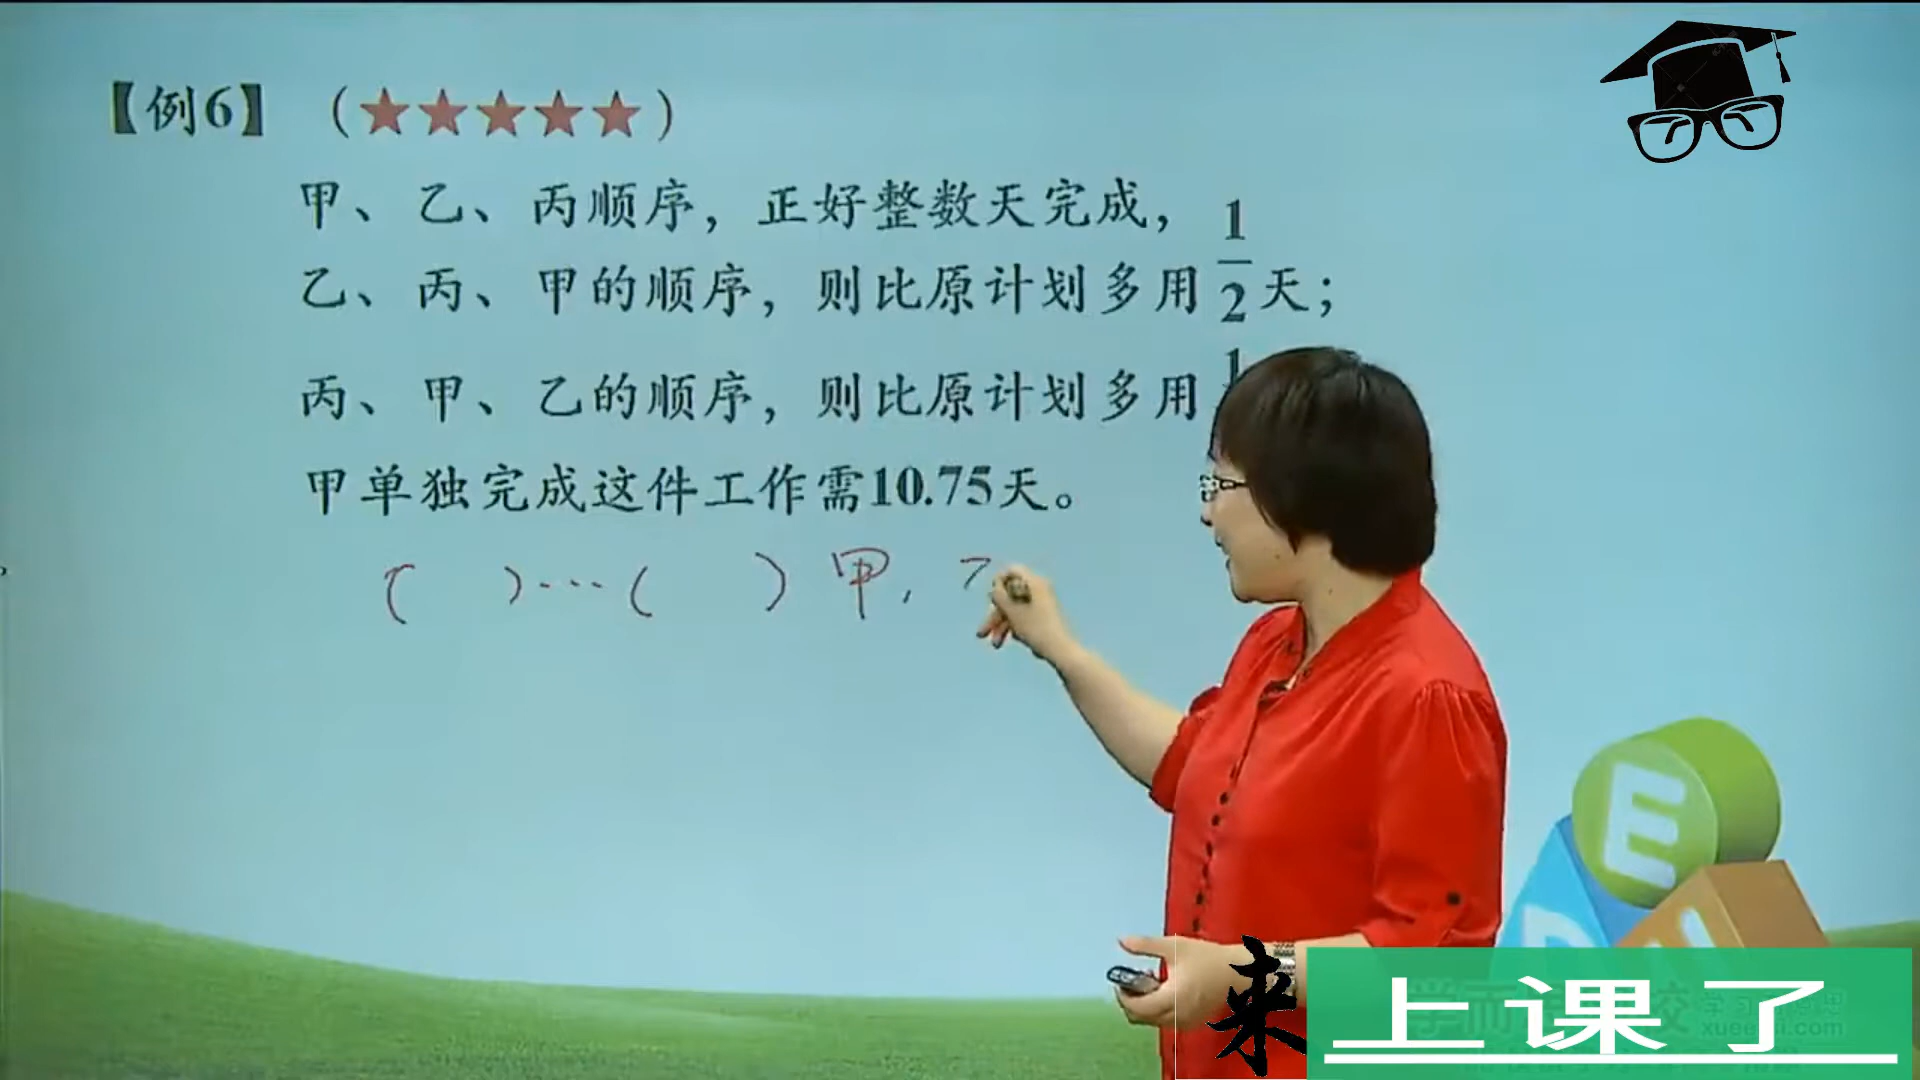 【例6】 (★★★★★)
甲、乙、丙顺序，正好整数天完成，
乙、丙、甲的顺序，则比原计划多用1/2天；
丙、甲、乙的顺序，则比原计划多用
甲单独完成这件工作需10.75天。
( )…( ) 甲，
E
来
上课了